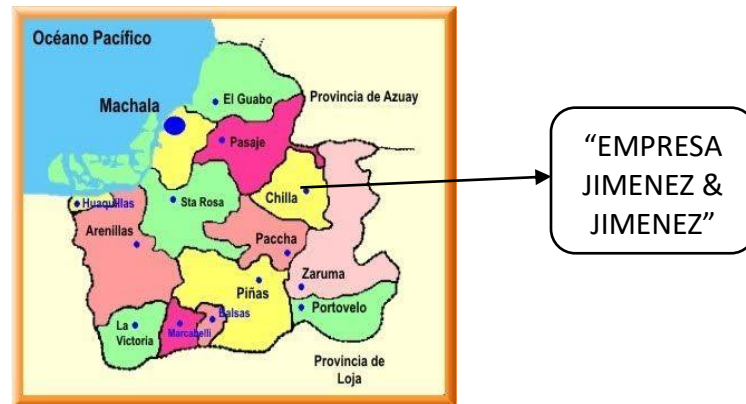 Océano Pacífico
Machala
El Guabo
Provincia de Azuay
Pasaje
Huaquillas
Sta Rosa
Chilla
Arenillas
Paccha
Zaruma
Piñas
Portovelo
La
Victoria
Marcabelli
Balsas
Provincia de
Loja
“EMPRESA
JIMENEZ &
JIMENEZ”